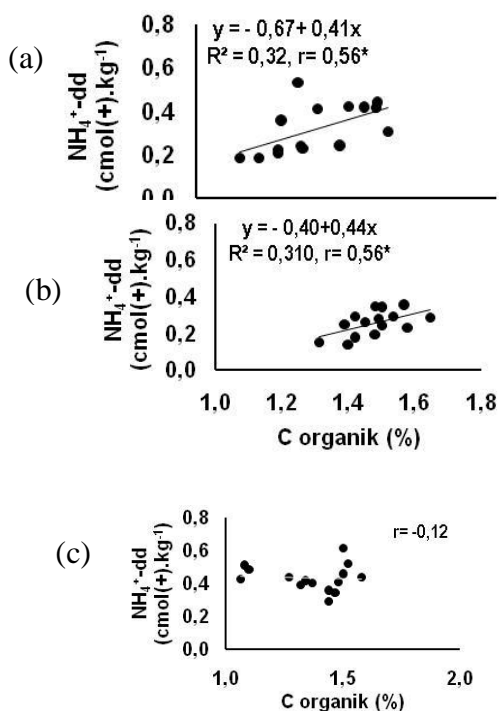 (a)
y = - 0,67+ 0,41x
R² = 0,32, r= 0,56*
NH₄⁺-dd
(cmol(+).kg⁻¹)
0,8
0,6
0,4
0,2
0,0
(b)
y = - 0,40+0,44x
R² = 0,310, r= 0,56*
NH₄⁺-dd
(cmol(+).kg⁻¹)
0,8
0,6
0,4
0,2
0,0
1,0 1,2 1,4 1,6 1,8
C organik (%)
(c)
r= -0,12
NH₄⁺-dd
(cmol(+).kg⁻¹)
0,8
0,6
0,4
0,2
0,0
1,0 1,5 2,0
C organik (%)